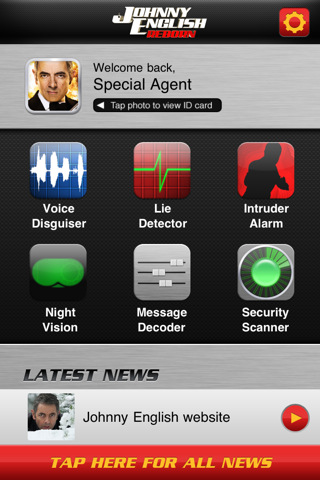 JOHNNY
ENGLISH
REBORN
Welcome back,
Special Agent
Tap photo to view ID card
Voice
Disguiser
Lie
Detector
Intruder
Alarm
Night
Vision
Message
Decoder
Security
Scanner
LATEST NEWS
Johnny English website
TAP HERE FOR ALL NEWS